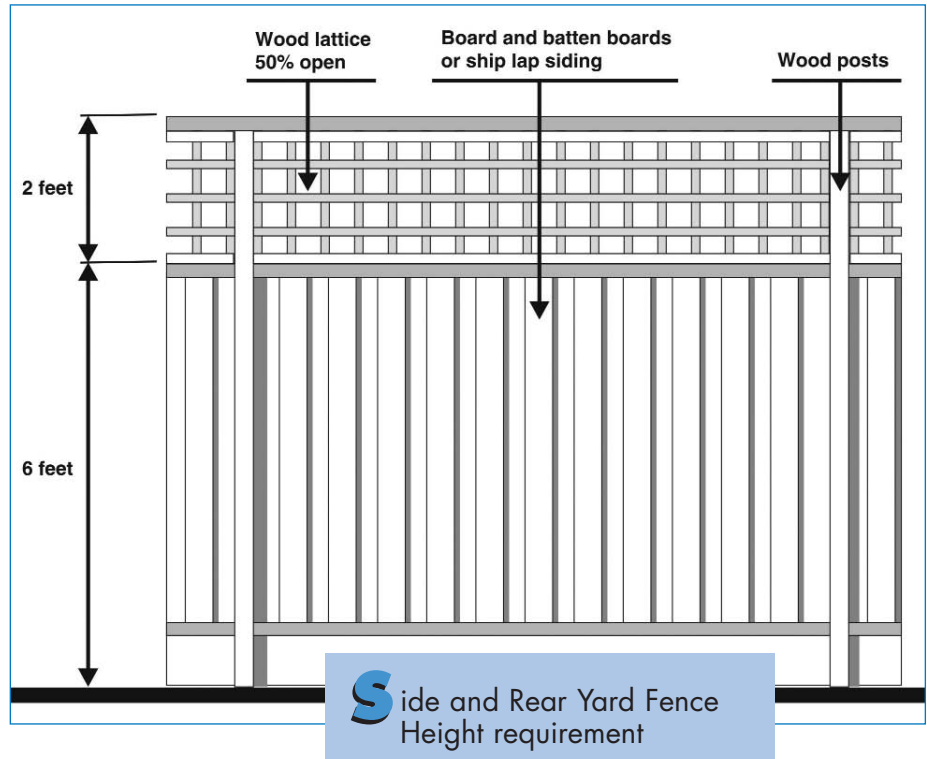 Wood lattice
50% open
Board and batten boards
or ship lap siding
Wood posts
2 feet
6 feet
Side and Rear Yard Fence
Height requirement